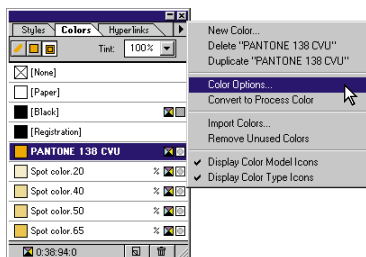 Styles Colors Hyperlinks
Tint: 100%
[None]
[Paper]
[Black]
[Registration]
PANTONE 138 CVU
Spot color.20 %
Spot color.40 %
Spot color.50 %
Spot color.65 %
0:38:94:0
New Color...
Delete "PANTONE 138 CVU"
Duplicate "PANTONE 138 CVU"
Color Options...
Convert to Process Color
Import Colors...
Remove Unused Colors
Display Color Model Icons
Display Color Type Icons